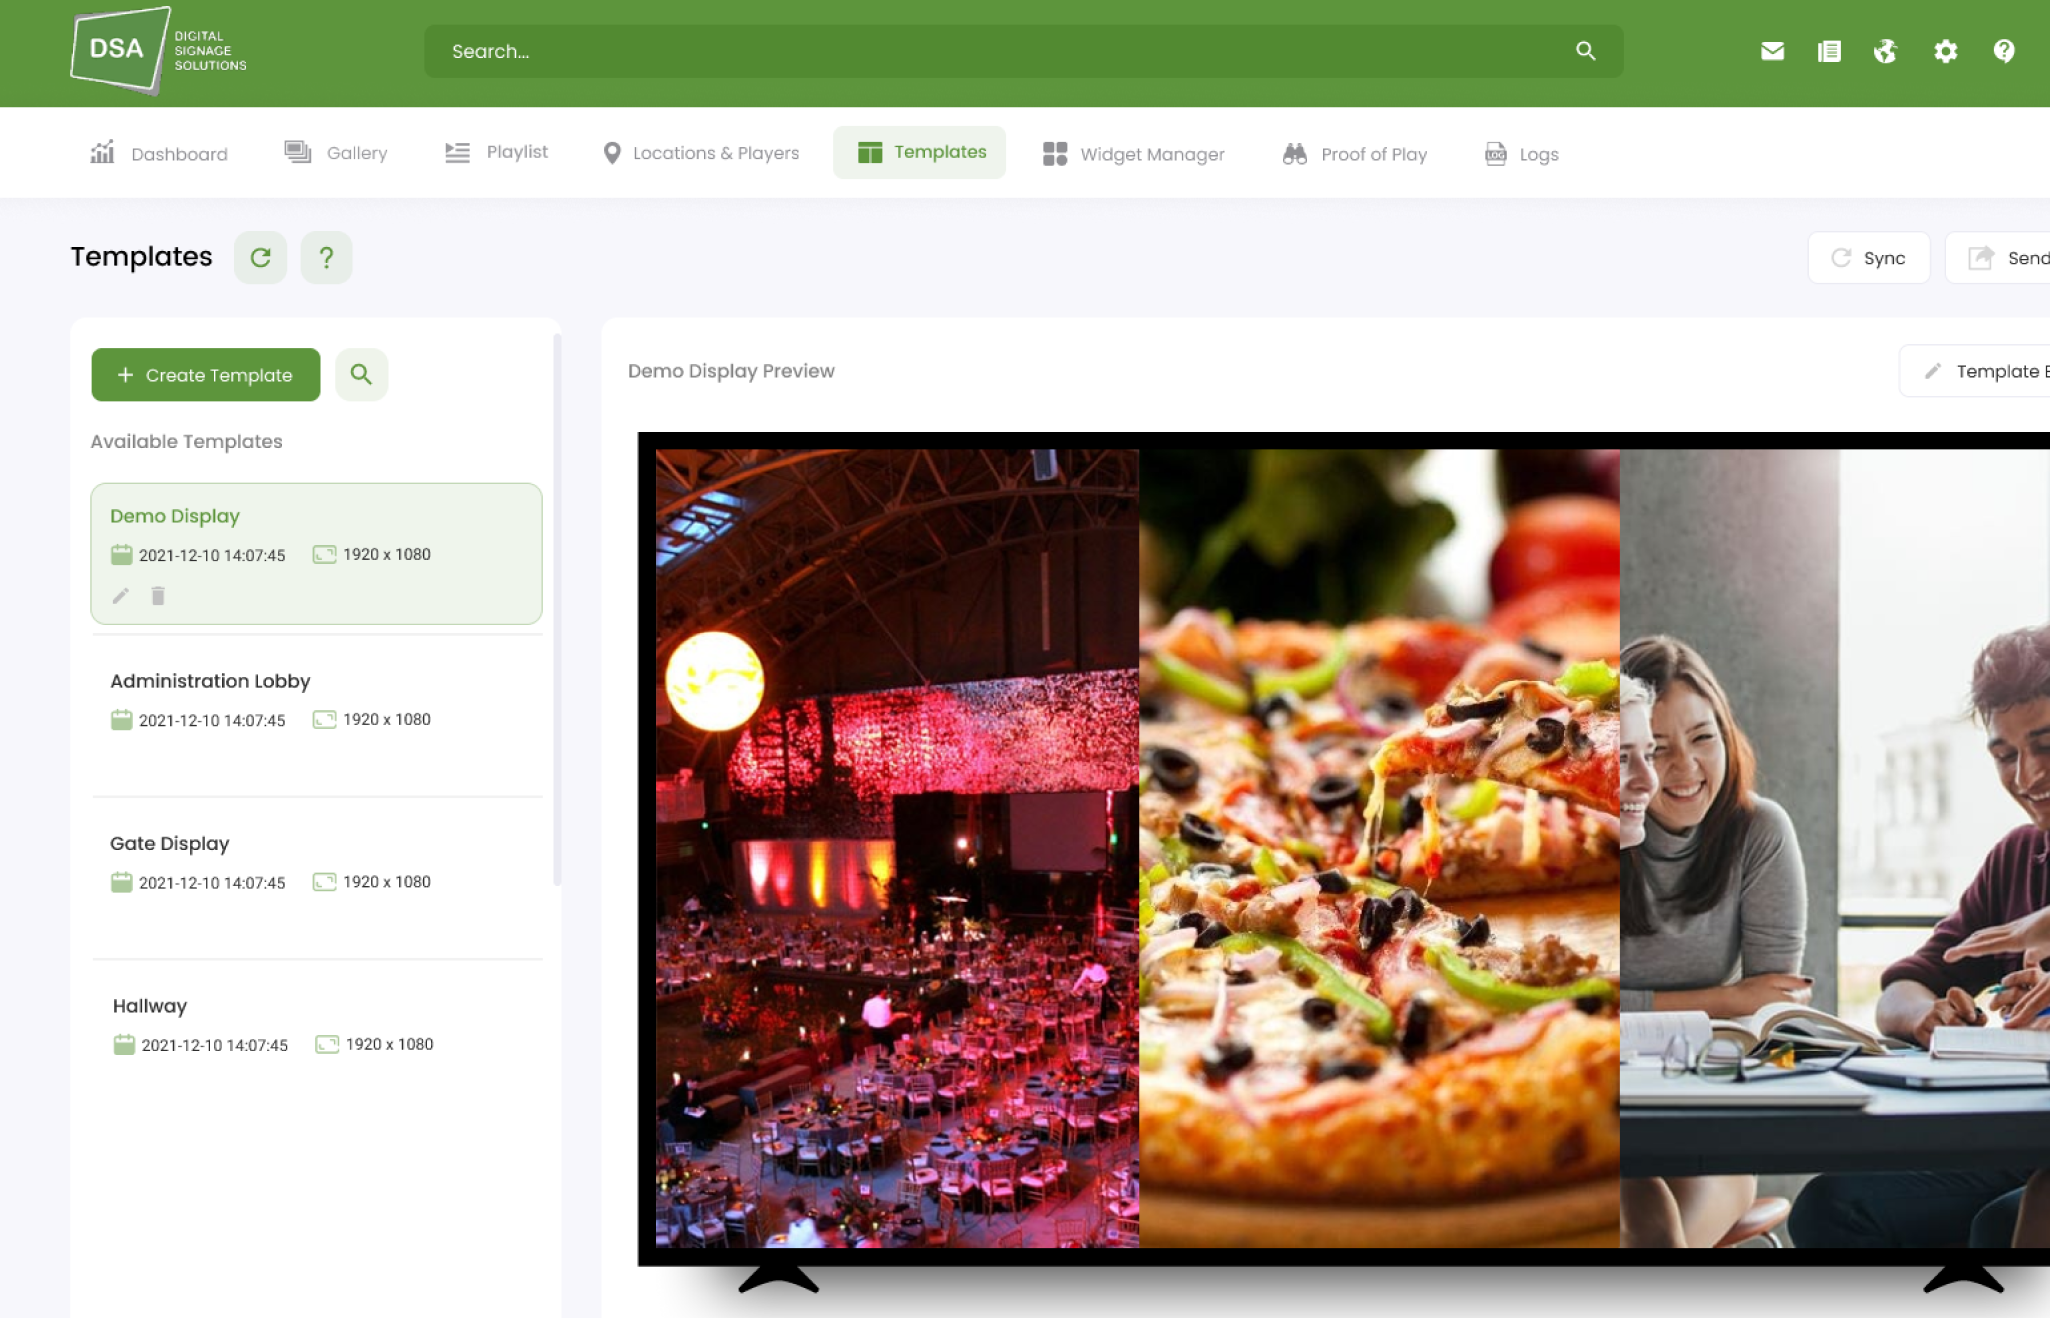 DSA
DIGITAL
SIGNAGE
SOLUTIONS
Search...
Dashboard
Gallery
Playlist
Locations & Players
Templates
Widget Manager
Proof of Play
LOG
Logs
Templates
?
Sync
Send
+ Create Template
Available Templates
Demo Display
2021-12-10 14:07:45
1920 x 1080
Administration Lobby
2021-12-10 14:07:45
1920 x 1080
Gate Display
2021-12-10 14:07:45
1920 x 1080
Hallway
2021-12-10 14:07:45
1920 x 1080
Demo Display Preview
Template